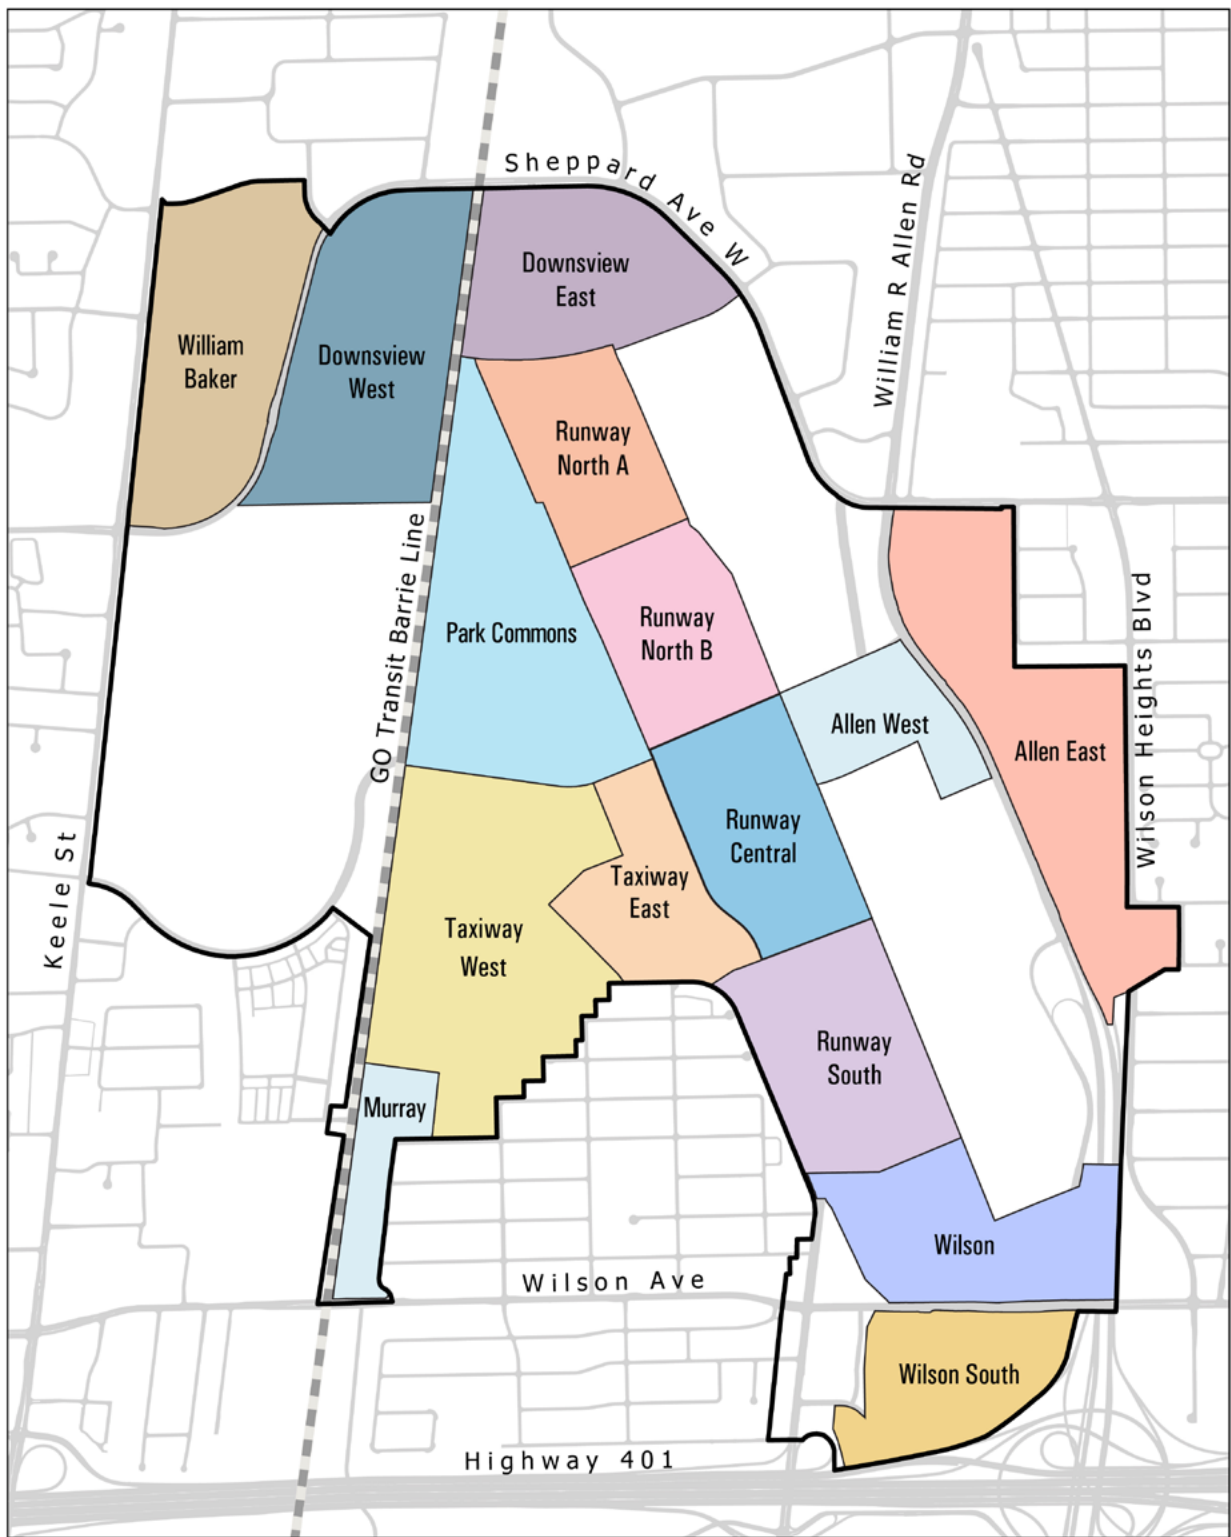 Sheppard Ave W
William R Allen Rd
Downsview
East
William
Baker
Downsview
West
Runway
North A
GO Transit Barrie Line
Park Commons
Runway
North B
Wilson Heights Blvd
Allen West
Allen East
Keele St
Runway
Central
Taxiway
East
Taxiway
West
Runway
South
Murray
Wilson
Wilson Ave
Wilson South
Highway 401